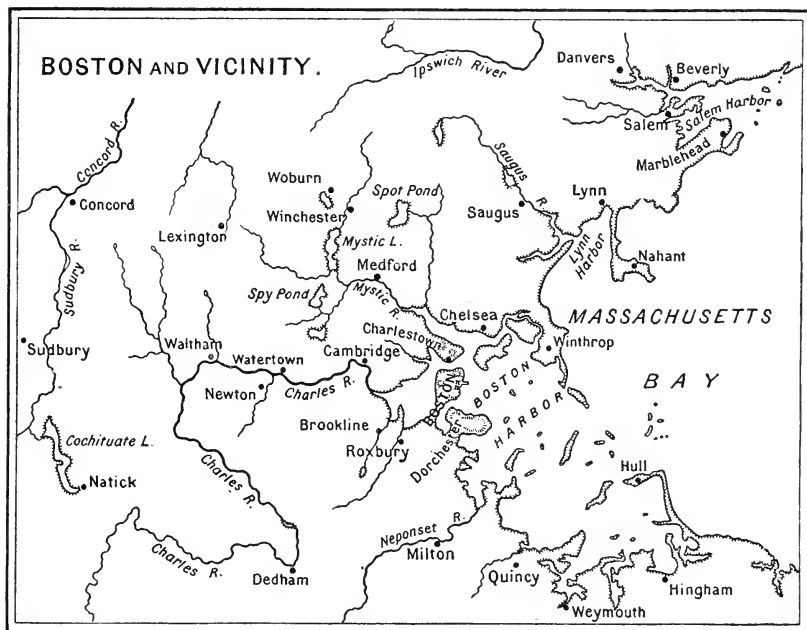 BOSTON AND VICINITY.
Ipswich River
Danvers
Beverly
Salem Harbor
Salem
Marblehead
Concord R.
Concord
Woburn
Spot Pond
Saugus R.
Winchester
Saugus
Lynn
Lexington
Mystic L.
Lynn Harbor
Nahant
Sudbury R.
Medford
Spy Pond
Mystic R.
Chelsea
MASSACHUSETTS
BAY
Charlestown
Winthrop
Sudbury
Waltham
Watertown
Cambridge
Newton
Charles R.
BOSTON
BOSTON
HARBOR
Brookline
Roxbury
Dorchester
Cochituate L.
Natick
Charles R.
Hull
Neponset R.
Milton
Charles R.
Dedham
Quincy
Hingham
Weymouth